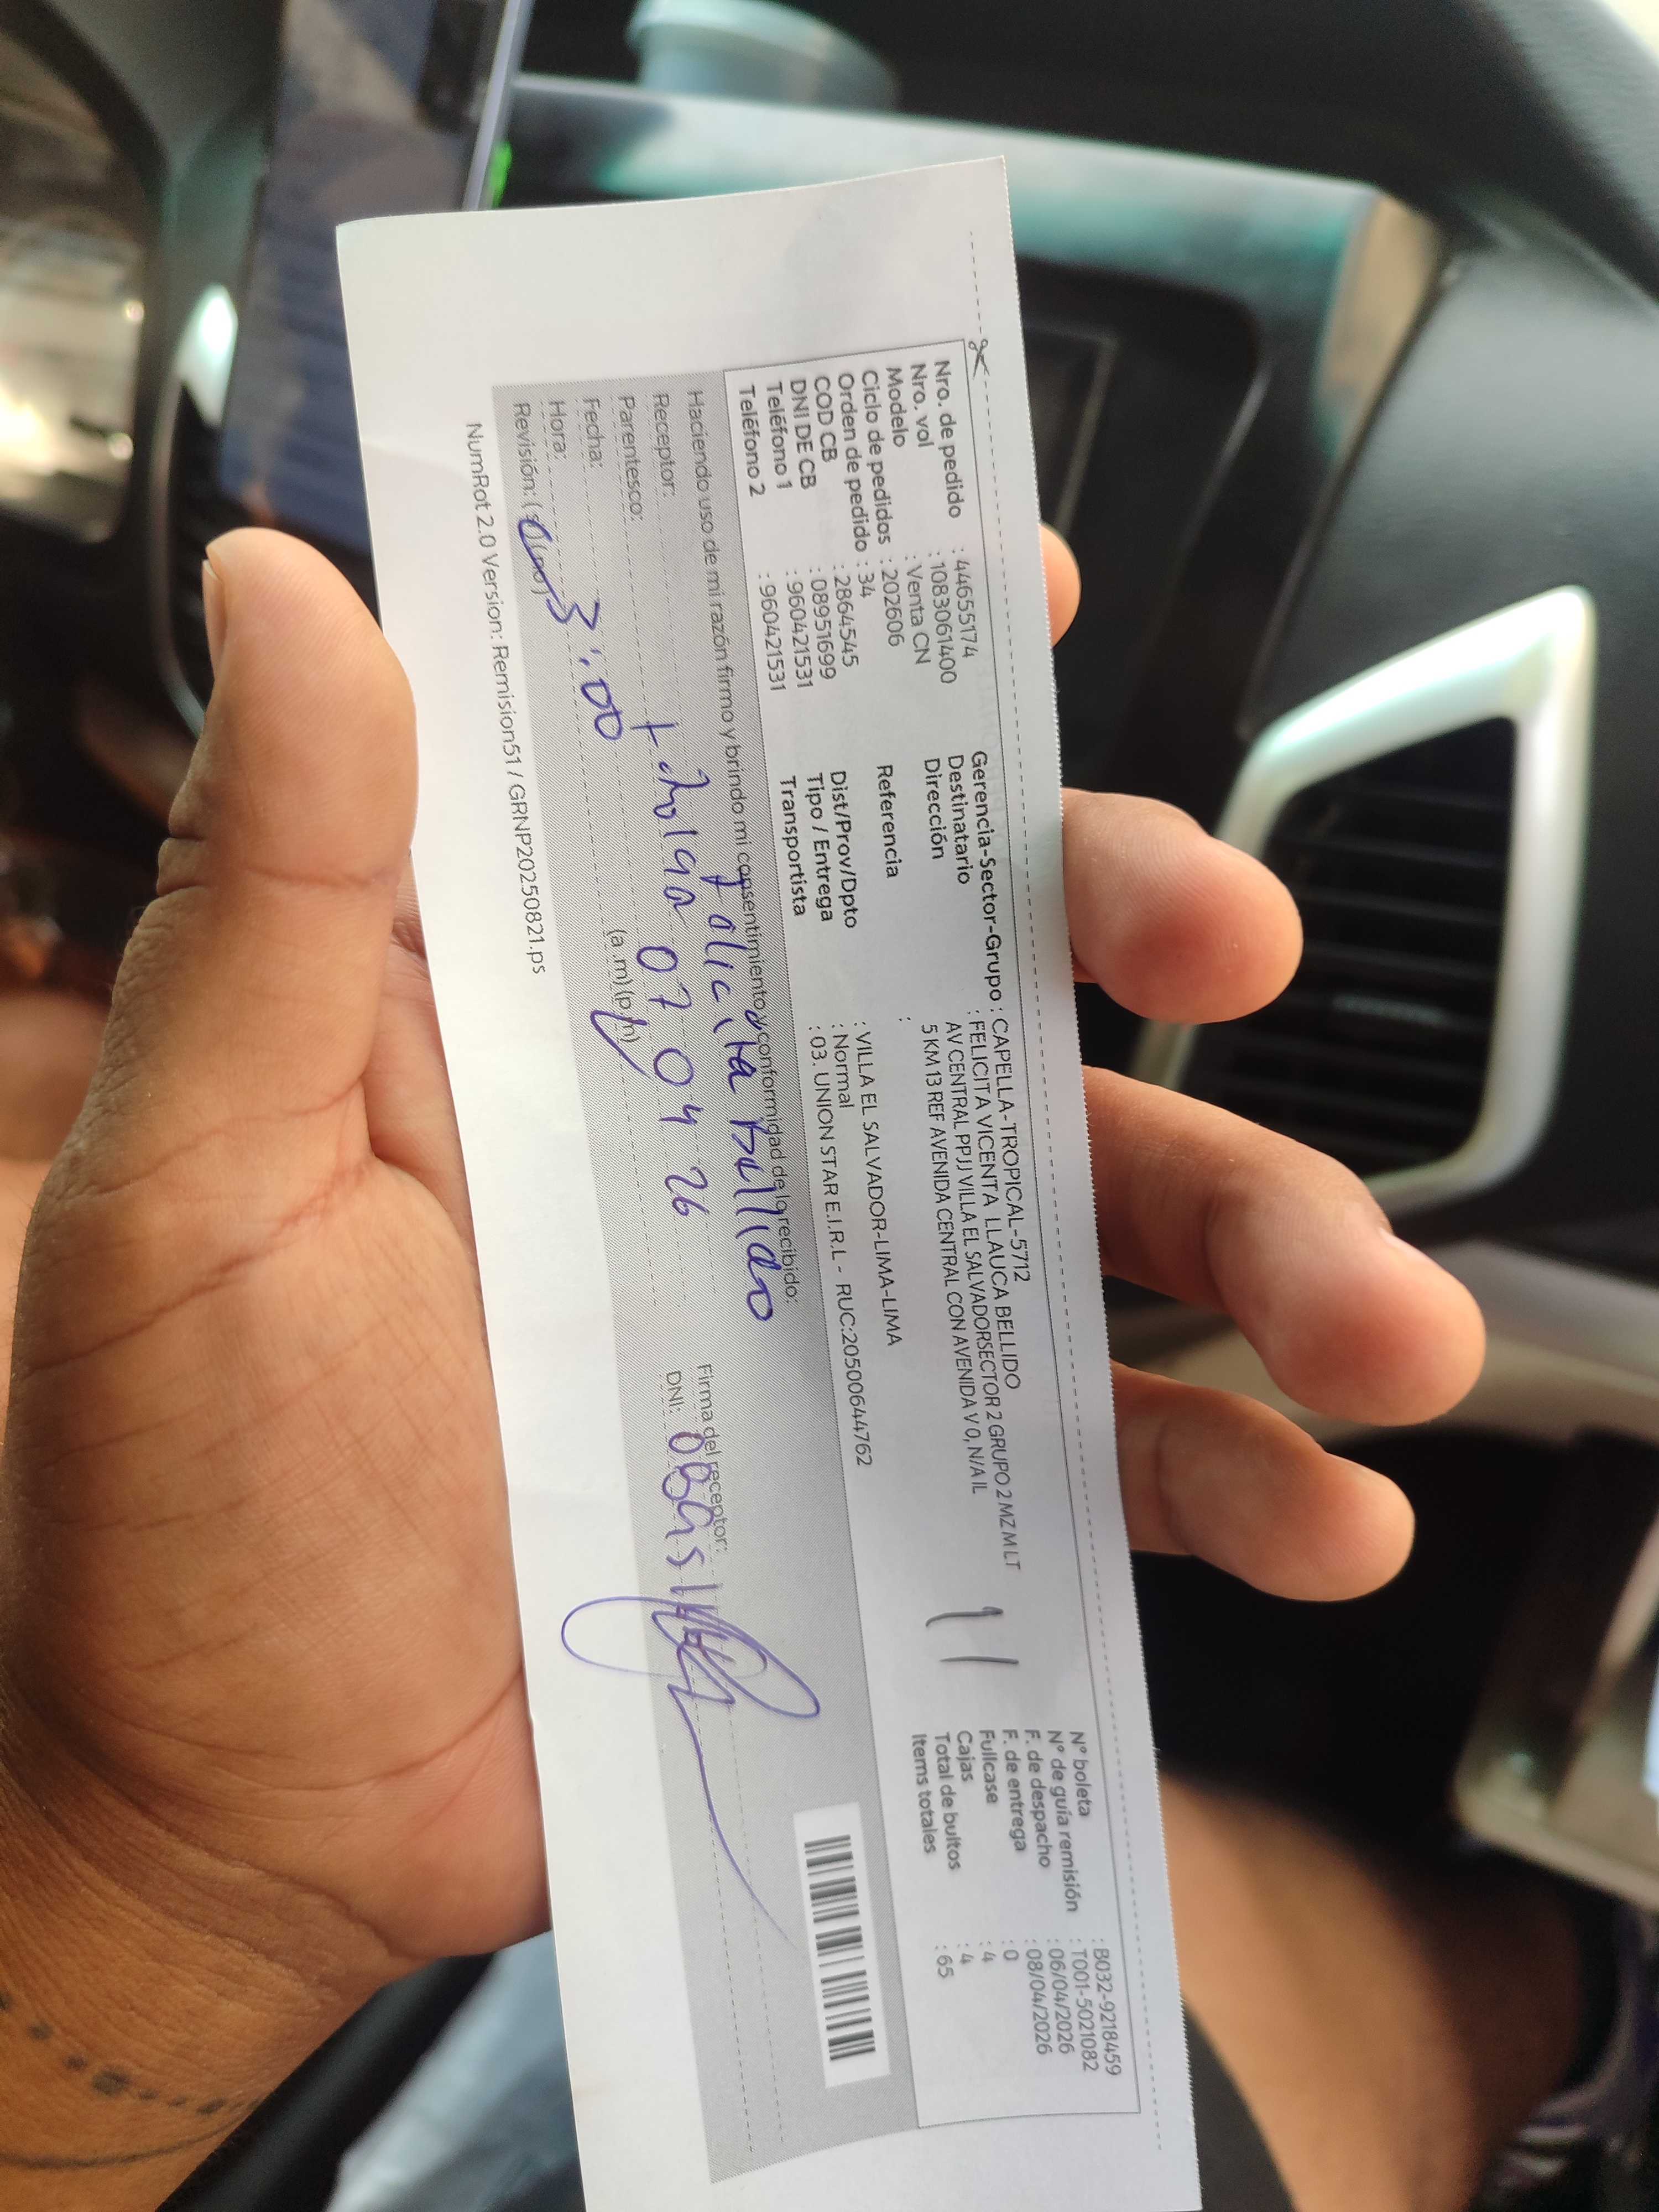 Nro. de pedido : 44655174
Nro. vol : 1083061400
Modelo : Venta CN
Ciclo de pedidos : 202606
Orden de pedido : 34
COD CB : 2864545
DNI DE CB : 08951699
Teléfono 1 : 960421531
Teléfono 2 : 960421531
Gerencia-Sector-Grupo : CAPELLA-TROPICAL-5712
Destinatario : FELICITA VICENTA LLAUCA BELLIDO
Dirección AV CENTRAL PPJJ VILLA EL SALVADORSECTOR 2 GRUPO 2 MZ M LT
5 KM 13 REF AVENIDA CENTRAL CON AVENIDA V 0, N/A IL
Referencia :
Dist/Prov/Dpto : VILLA EL SALVADOR-LIMA-LIMA
Tipo / Entrega : Normal
Transportista : 03. UNION STAR E.I.R.L - RUC:20500644762
N° boleta : B032-9218459
N° de guía remisión : T001-5021082
F. de despacho : 06/04/2026
F. de entrega : 08/04/2026
Fullcase : 0
Cajas : 4
Total de bultos : 4
Items totales : 65
Haciendo uso de mi razón firmo y brindo mi consentimiento y conformidad de lo recibido:
Receptor:
Parentesco:
Fecha: 07 04 26
Hora: 3:00 (a.m) (p.m)
Revisión:
Firma del receptor:
DNI:
NumRot 2.0 Version: Remision51 / GRNP20250821.ps